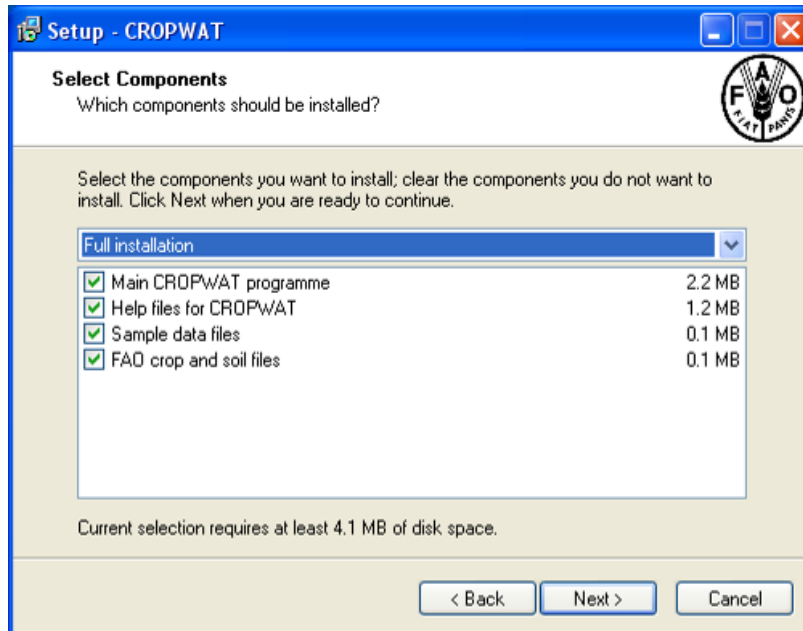 Setup - CROPWAT
Select Components
Which components should be installed?
FAO
FIAT PANIS
Select the components you want to install; clear the components you do not want to
install. Click Next when you are ready to continue.
Full installation
Main CROPWAT programme 2.2 MB
Help files for CROPWAT 1.2 MB
Sample data files 0.1 MB
FAO crop and soil files 0.1 MB
Current selection requires at least 4.1 MB of disk space.
< Back Next > Cancel